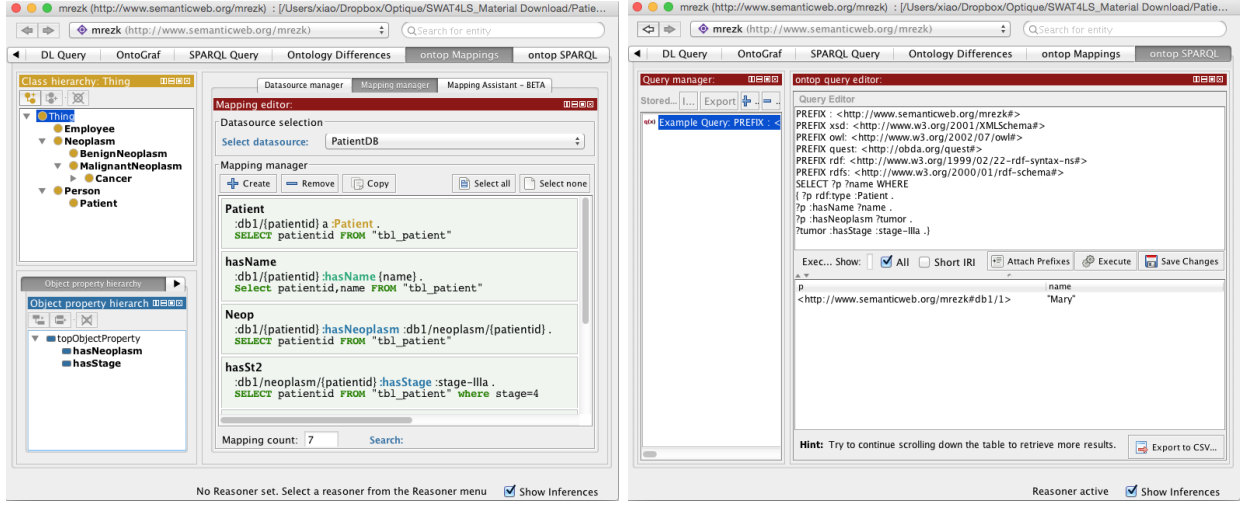 mrezk (http://www.semanticweb.org/mrezk) : [/Users/xiao/Dropbox/Optique/SWAT4LS_Material Download/Patie...
mrezk (http://www.semanticweb.org/mrezk)
Search for entity
DL Query OntoGraf SPARQL Query Ontology Differences ontop Mappings ontop SPARQL
Class hierarchy: Thing
Thing
Employee
Neoplasm
BenignNeoplasm
MalignantNeoplasm
Cancer
Person
Patient
Object property hierarchy
Object property hierarch
topObjectProperty
hasNeoplasm
hasStage
Datasource manager Mapping manager Mapping Assistant - BETA
Mapping editor:
Datasource selection
Select datasource: PatientDB
Mapping manager
Create Remove Copy Select all Select none
Patient
:db1/{patientid} a :Patient .
SELECT patientid FROM "tbl_patient"
hasName
:db1/{patientid} :hasName {name} .
Select patientid,name FROM "tbl_patient"
Neop
:db1/{patientid} :hasNeoplasm :db1/neoplasm/{patientid} .
SELECT patientid FROM "tbl_patient"
hasSt2
:db1/neoplasm/{patientid} :hasStage :stage-IIIa .
SELECT patientid FROM "tbl_patient" where stage=4
Mapping count: 7 Search:
No Reasoner set. Select a reasoner from the Reasoner menu Show Inferences
mrezk (http://www.semanticweb.org/mrezk) : [/Users/xiao/Dropbox/Optique/SWAT4LS_Material Download/Patie...
mrezk (http://www.semanticweb.org/mrezk)
Search for entity
DL Query OntoGraf SPARQL Query Ontology Differences ontop Mappings ontop SPARQL
Query manager:
Stored... I... Export
q(x) Example Query: PREFIX : <
ontop query editor:
Query Editor
PREFIX : <http://www.semanticweb.org/mrezk#>
PREFIX xsd: <http://www.w3.org/2001/XMLSchema#>
PREFIX owl: <http://www.w3.org/2002/07/owl#>
PREFIX quest: <http://obda.org/quest#>
PREFIX rdf: <http://www.w3.org/1999/02/22-rdf-syntax-ns#>
PREFIX rdfs: <http://www.w3.org/2000/01/rdf-schema#>
SELECT ?p ?name WHERE
{ ?p rdf:type :Patient .
?p :hasName ?name .
?p :hasNeoplasm ?tumor .
?tumor :hasStage :stage-IIIa .}
Exec... Show: All Short IRI Attach Prefixes Execute Save Changes
p name
<http://www.semanticweb.org/mrezk#db1/1> "Mary"
Hint: Try to continue scrolling down the table to retrieve more results. Export to CSV...
Reasoner active Show Inferences